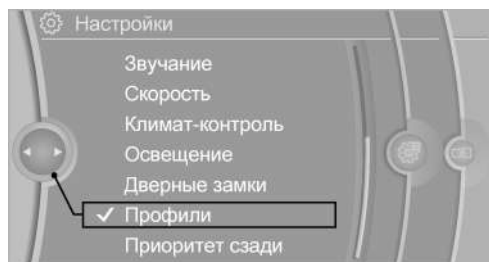 Настройки
Звучание
Скорость
Климат-контроль
Освещение
Дверные замки
Профили
Приоритет сзади